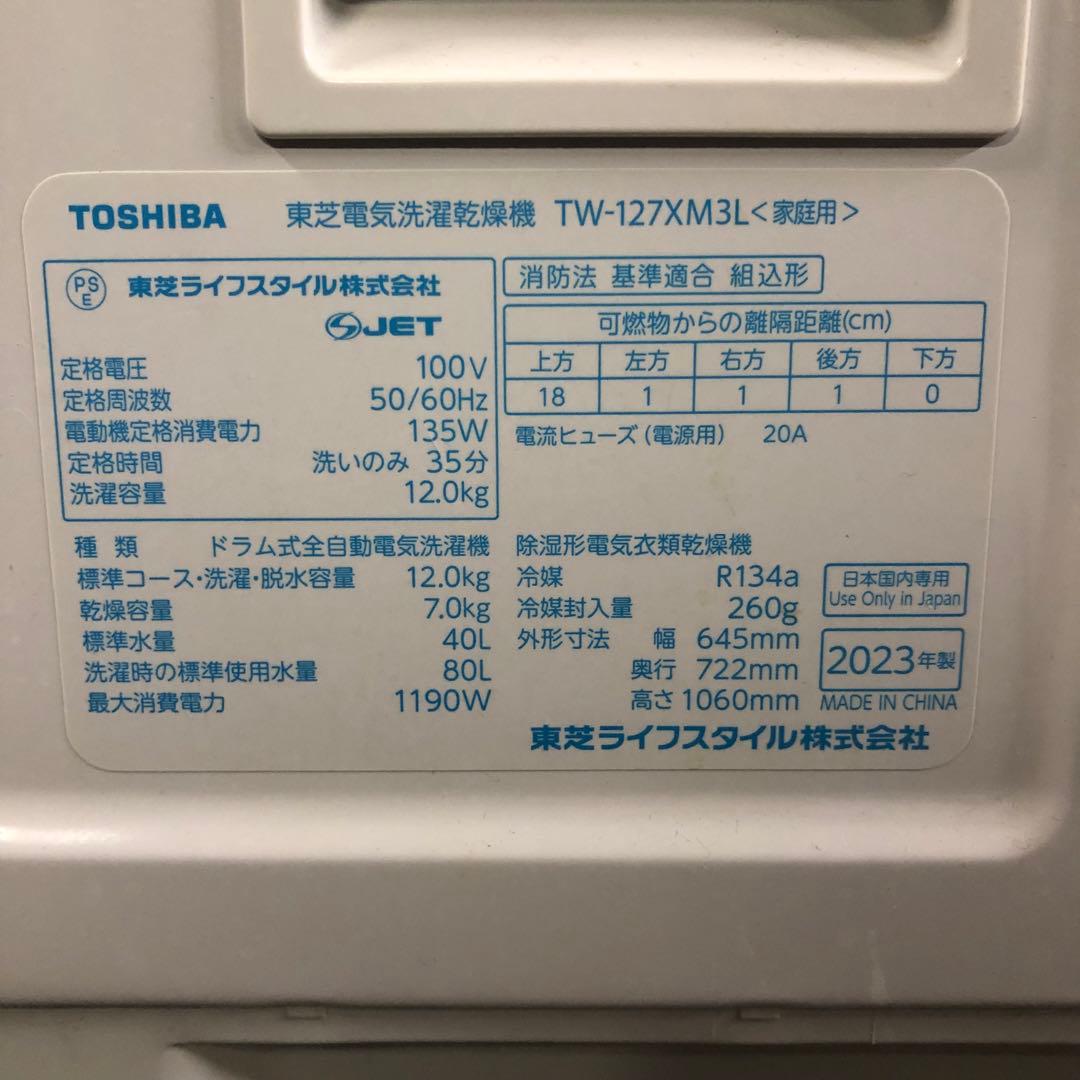 TOSHIBA 東芝電気洗濯乾燥機 TW-127XM3L<家庭用>
PS E 東芝ライフスタイル株式会社
JET
定格電圧 100V
定格周波数 50/60Hz
電動機定格消費電力 135W
定格時間 洗いのみ 35分
洗濯容量 12.0kg
消防法 基準適合 組込形
可燃物からの離隔距離(cm)
上方 左方 右方 後方 下方
18 1 1 1 0
電流ヒューズ(電源用) 20A
種類 ドラム式全自動電気洗濯機
標準コース・洗濯・脱水容量 12.0kg
乾燥容量 7.0kg
標準水量 40L
洗濯時の標準使用水量 80L
最大消費電力 1190W
除湿形電気衣類乾燥機
冷媒 R134a
冷媒封入量 260g
外形寸法 幅 645mm
奥行 722mm
高さ 1060mm
日本国内専用
Use Only in Japan
2023年製
MADE IN CHINA
東芝ライフスタイル株式会社